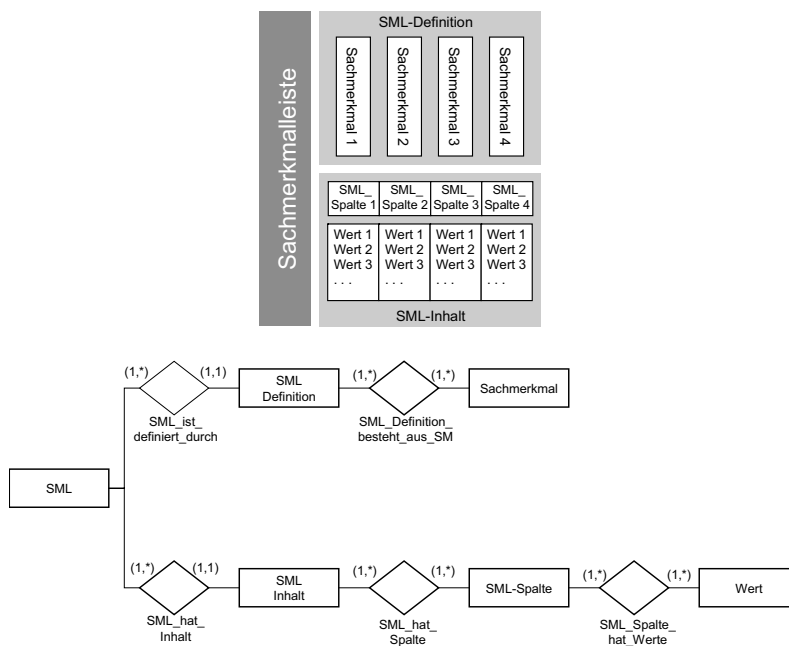 Sachmerkmalleiste
SML-Definition
Sachmerkmal 1
Sachmerkmal 2
Sachmerkmal 3
Sachmerkmal 4
SML_ SML_ SML_ SML_
Spalte 1 Spalte 2 Spalte 3 Spalte 4
Wert 1 Wert 1 Wert 1 Wert 1
Wert 2 Wert 2 Wert 2 Wert 2
Wert 3 Wert 3 Wert 3 Wert 3
. . . . . . . . . . . .
SML-Inhalt
(1,*) (1,1) (1,*) (1,*)
SML
Definition
Sachmerkmal
SML_ist_
definiert_durch
SML_Definition_
besteht_aus_SM
SML
(1,*) (1,1) (1,*) (1,*) (1,*) (1,*)
SML
Inhalt
SML-Spalte
Wert
SML_hat_
Inhalt
SML_hat_
Spalte
SML_Spalte_
hat_Werte